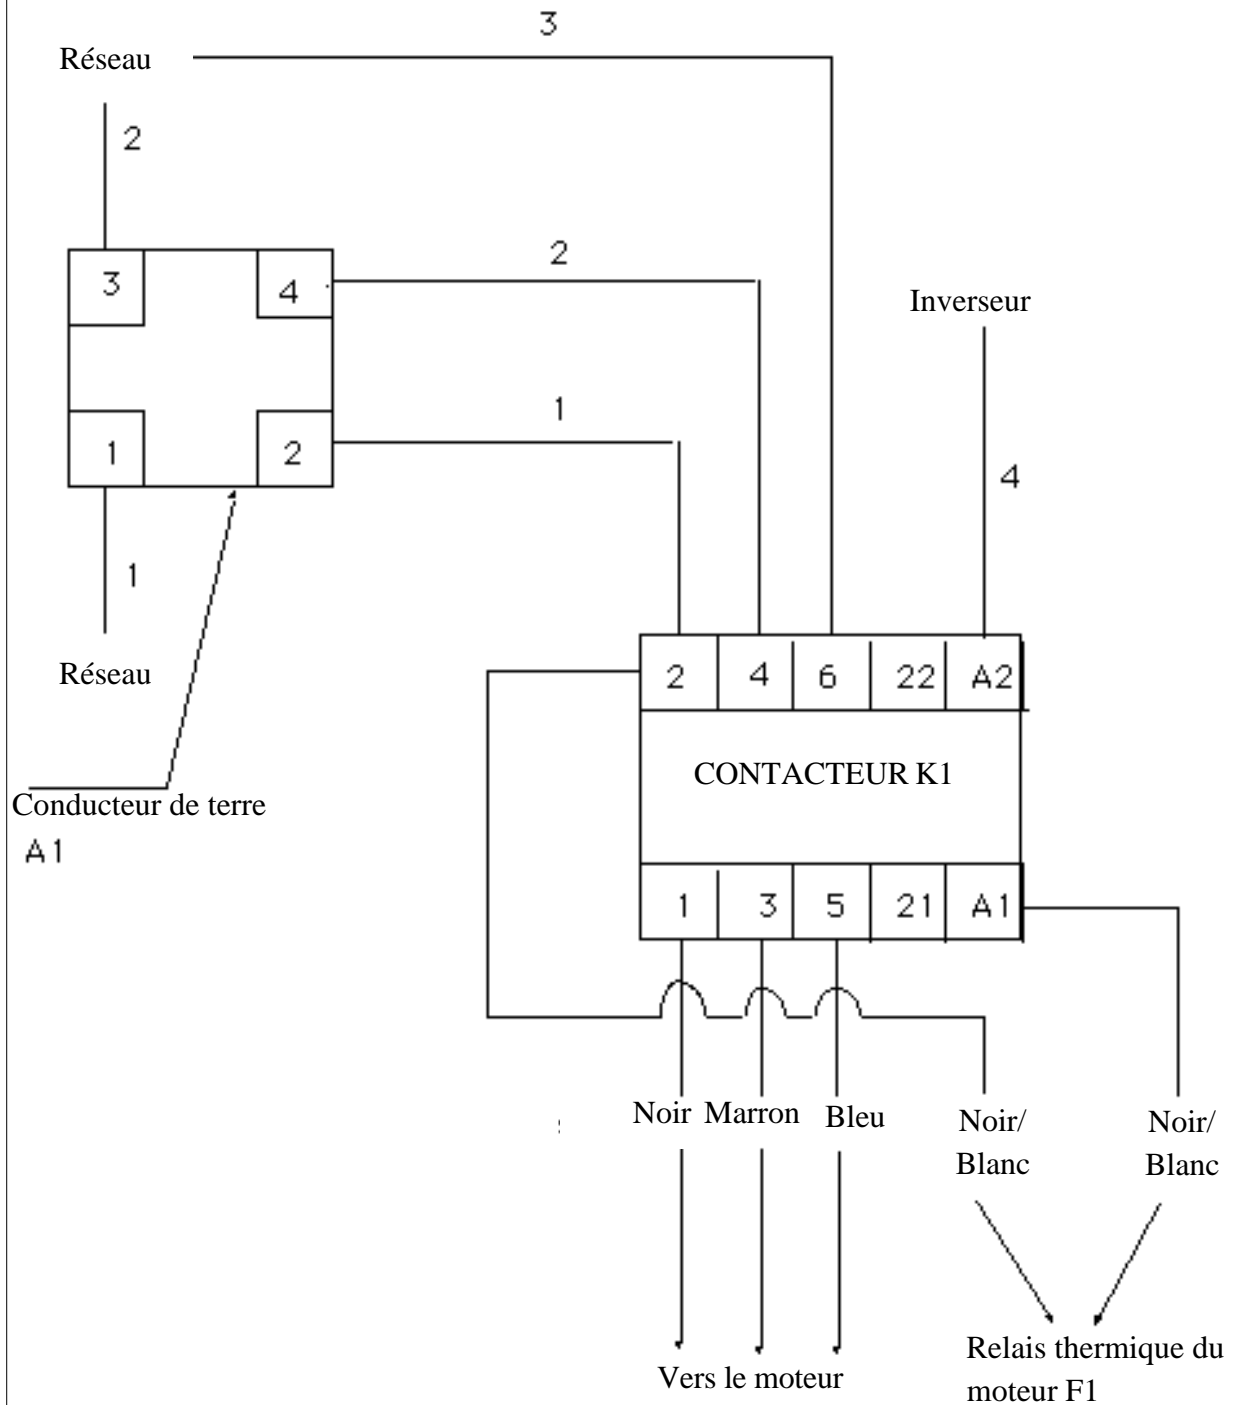 3
Réseau
2
3
4
2
Inverseur
1
2
1
4
1
Réseau
2
4
6
22
A2
CONTACTEUR K1
Conducteur de terre
A1
1
3
5
21
A1
Noir
Marron
Bleu
Noir/
Blanc
Noir/
Blanc
Relais thermique du
moteur F1
Vers le moteur